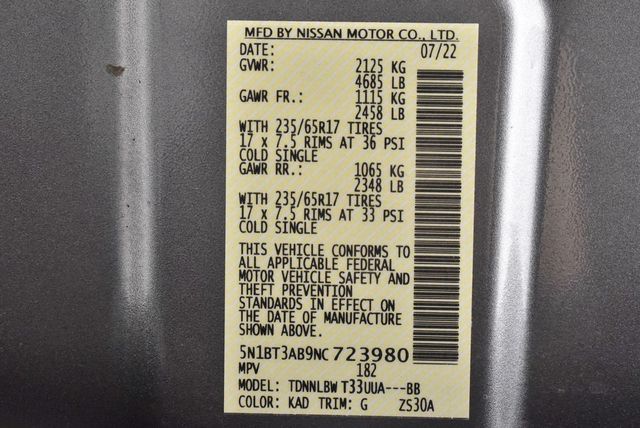 MFD BY NISSAN MOTOR CO., LTD.
DATE: 07/22
GVWR: 2125 KG
4685 LB
GAWR FR.: 1115 KG
2458 LB
WITH 235/65R17 TIRES
17 x 7.5 RIMS AT 36 PSI
COLD SINGLE
GAWR RR.: 1065 KG
2348 LB
WITH 235/65R17 TIRES
17 x 7.5 RIMS AT 33 PSI
COLD SINGLE
THIS VEHICLE CONFORMS TO
ALL APPLICABLE FEDERAL
MOTOR VEHICLE SAFETY AND
THEFT PREVENTION
STANDARDS IN EFFECT ON
THE DATE OF MANUFACTURE
SHOWN ABOVE.
5N1BT3AB9NC723980
MPV 182
MODEL: TDNNLBW T33UUA---BB
COLOR: KAD TRIM: G ZS30A